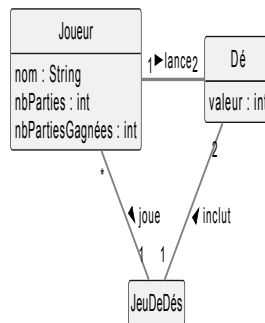 Joueur
nom : String
nbParties : int
nbPartiesGagnées : int
1 lance 2
Dé
valeur : int
*
joue
1
2
inclut
1
JeuDeDés